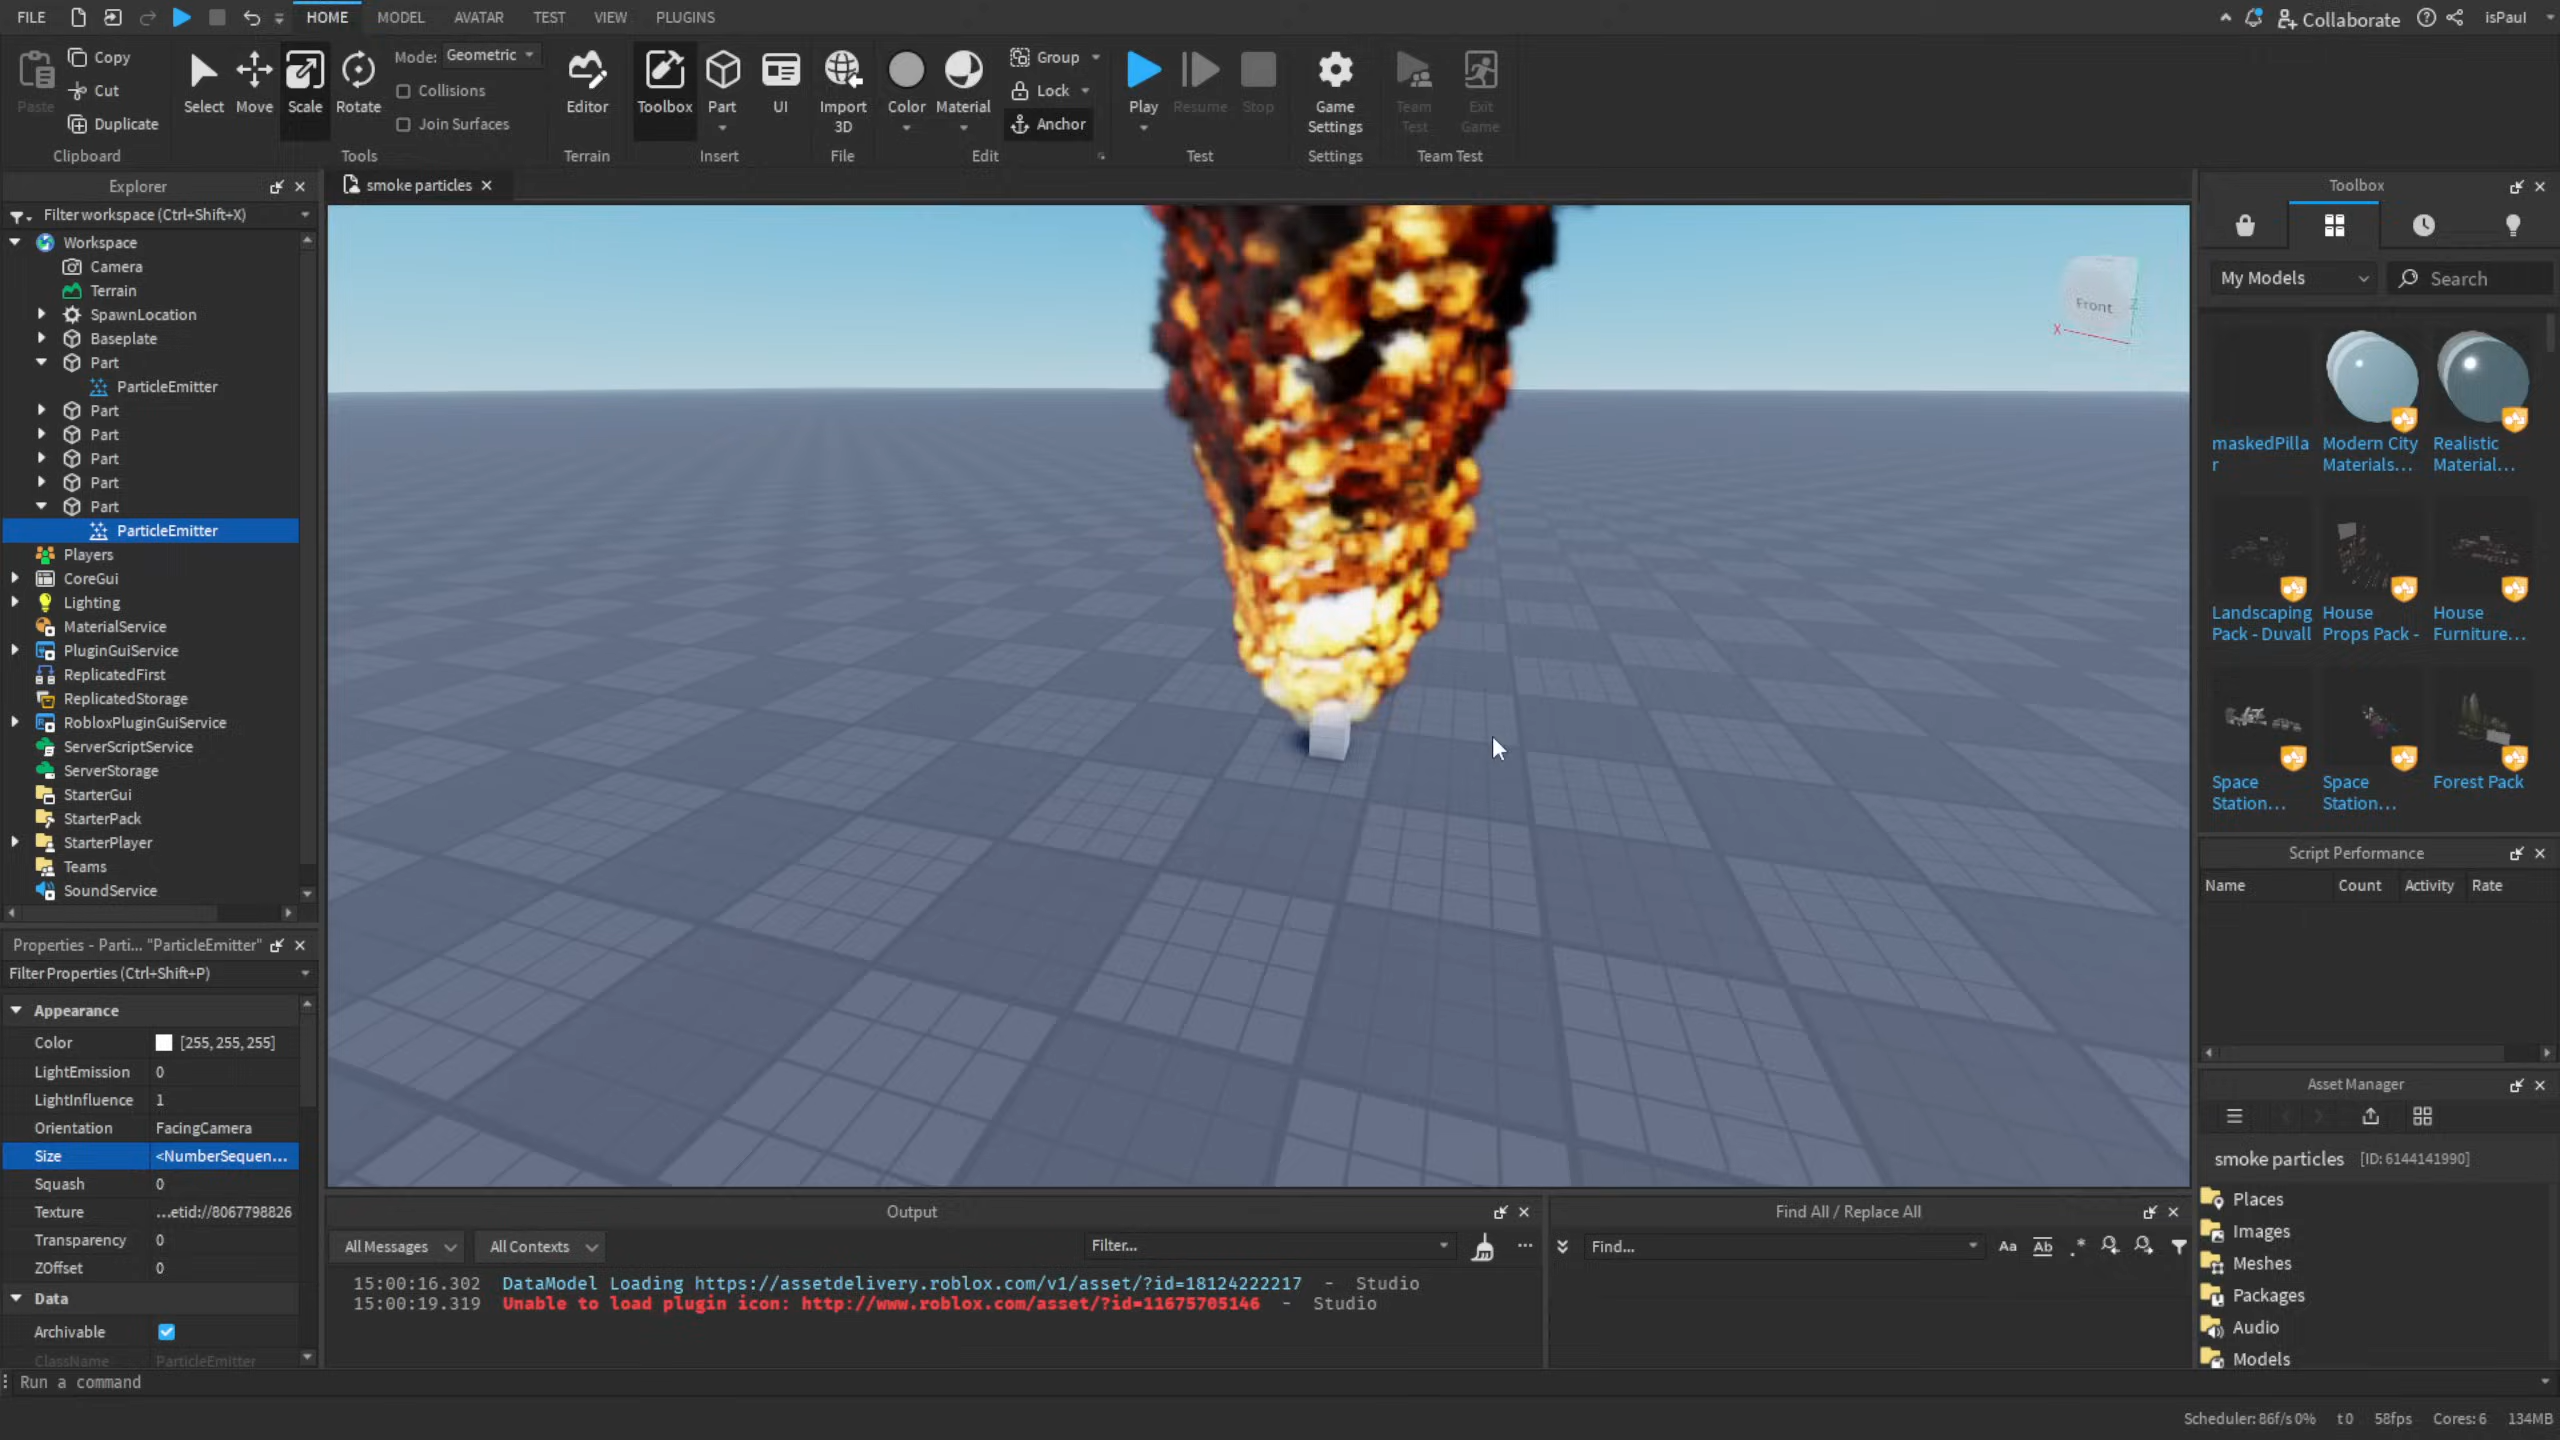 FILE HOME MODEL AVATAR TEST VIEW PLUGINS Collaborate isPaul
Paste Copy Cut Duplicate
Clipboard
Select Move Scale Rotate
Mode: Geometric
Collisions
Join Surfaces
Tools
Editor
Terrain
Toolbox Part UI
Insert
Import 3D
File
Color Material
Group
Lock
Anchor
Edit
Play Resume Stop
Test
Game Settings
Settings
Team Test
Exit Game
Team Test
Explorer
Filter workspace (Ctrl+Shift+X)
Workspace
Camera
Terrain
SpawnLocation
Baseplate
Part
ParticleEmitter
Part
Part
Part
Part
Part
ParticleEmitter
Players
CoreGui
Lighting
MaterialService
PluginGuiService
ReplicatedFirst
ReplicatedStorage
RobloxPluginGuiService
ServerScriptService
ServerStorage
StarterGui
StarterPack
StarterPlayer
Teams
SoundService
Properties - Parti... "ParticleEmitter"
Filter Properties (Ctrl+Shift+P)
Appearance
Color [255, 255, 255]
LightEmission 0
LightInfluence 1
Orientation FacingCamera
Size <NumberSequen...
Squash 0
Texture ...etid://8067798826
Transparency 0
ZOffset 0
Data
Archivable
ClassName ParticleEmitter
smoke particles
Front
X
Z
Output
All Messages All Contexts Filter...
15:00:16.302 DataModel Loading https://assetdelivery.roblox.com/v1/asset/?id=18124222217 - Studio
15:00:19.319 Unable to load plugin icon: http://www.roblox.com/asset/?id=11675705146 - Studio
Find All / Replace All
Find... Aa Ab .*
Toolbox
My Models Search
maskedPilla
r
Modern City
Materials...
Realistic
Material...
Landscaping
Pack - Duvall
House
Props Pack -
House
Furniture...
Space
Station...
Space
Station...
Forest Pack
Script Performance
Name Count Activity Rate
Asset Manager
smoke particles [ID: 6144141990]
Places
Images
Meshes
Packages
Audio
Models
Run a command
Scheduler: 86f/s 0% t 0 58fps Cores: 6 134MB